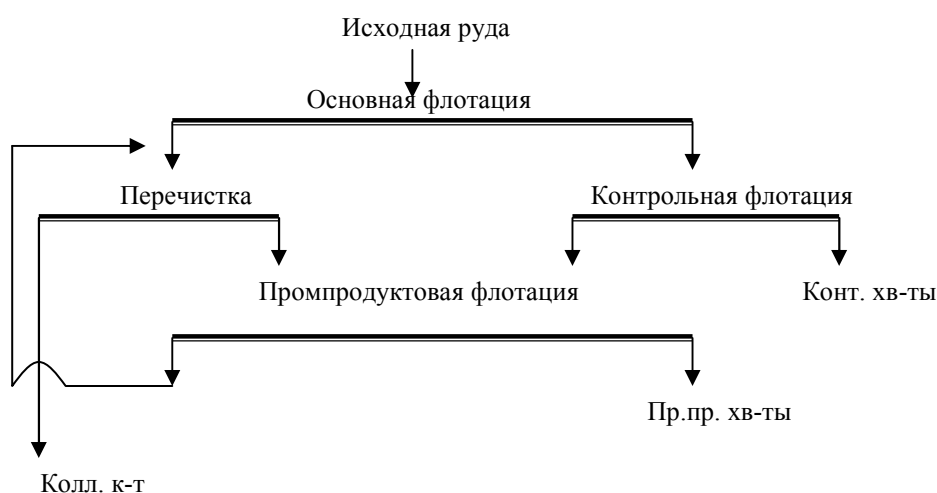 Исходная руда
Основная флотация
Перечистка
Контрольная флотация
Промпродуктовая флотация
Конт. хв-ты
Пр.пр. хв-ты
Колл. к-т